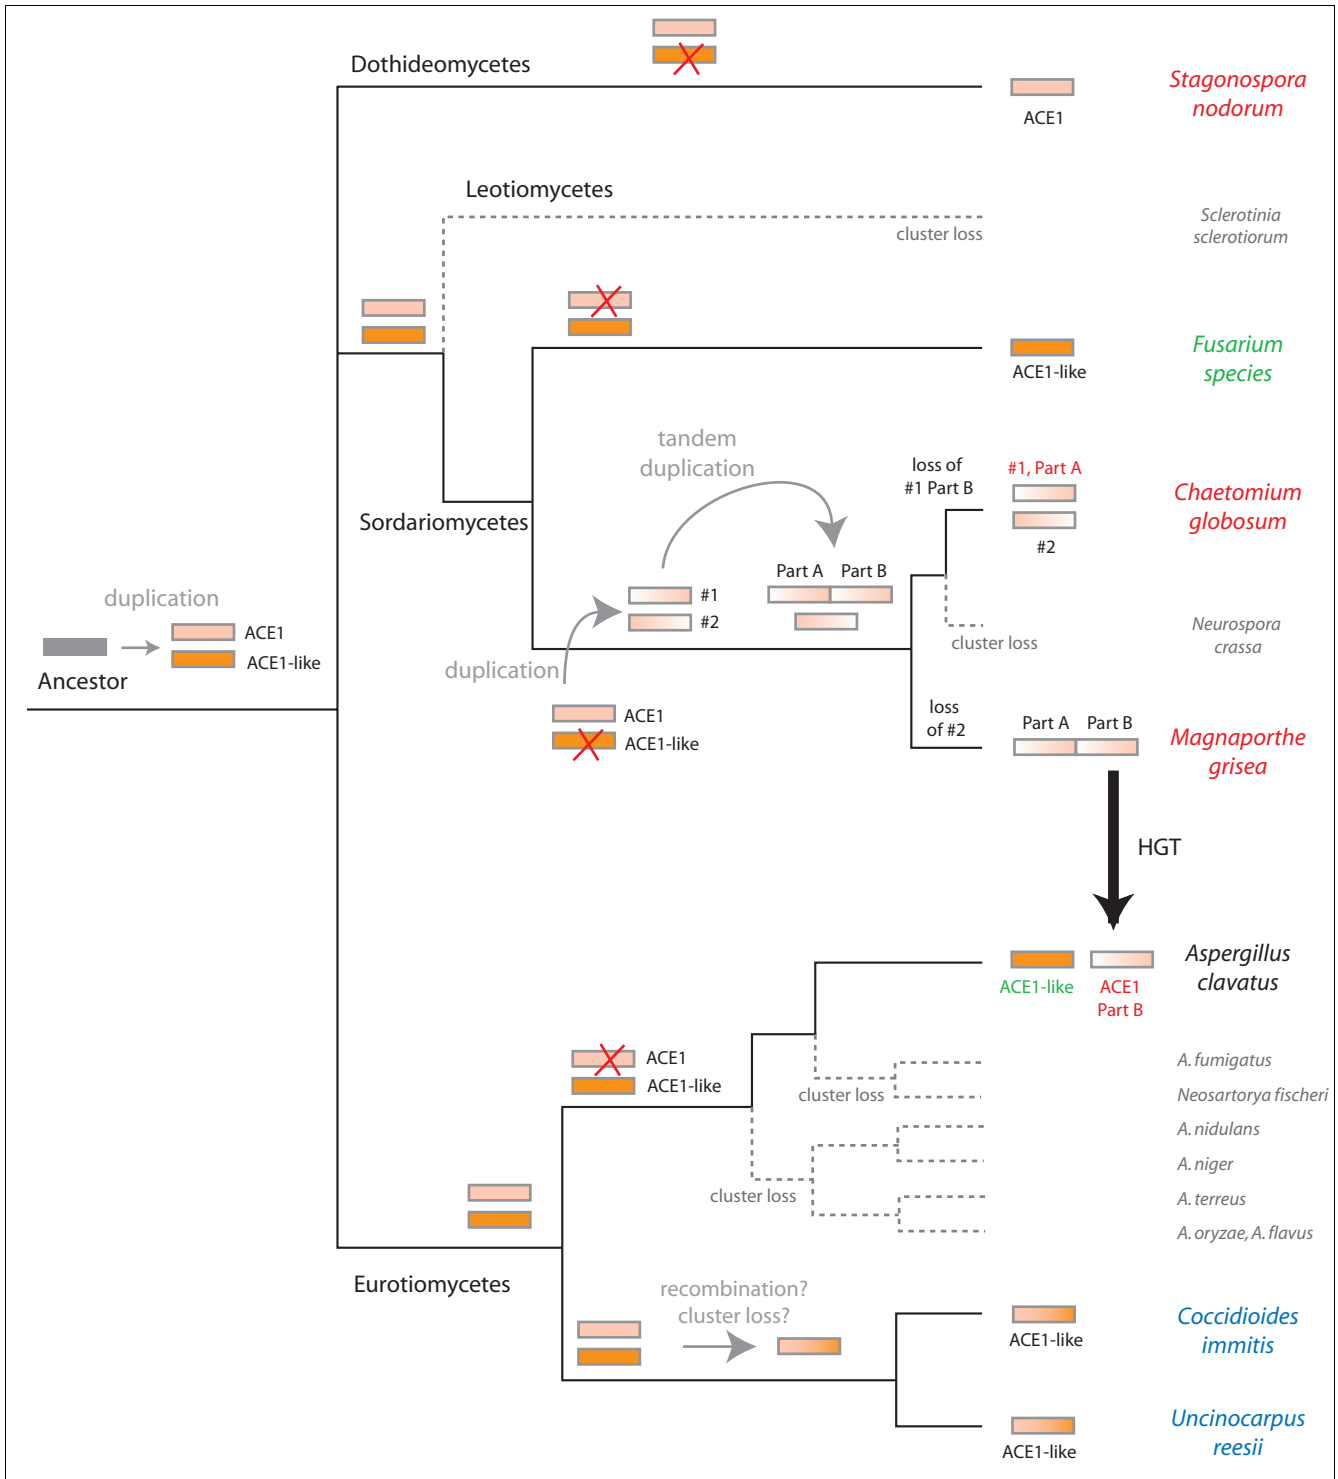 Dothideomycetes
ACE1
Stagonospora
nodorum
Leotiomycetes
cluster loss
Sclerotinia
sclerotiorum
ACE1-like
Fusarium
species
tandem
duplication
loss of
#1 Part B
#1, Part A
#2
Chaetomium
globosum
Sordariomycetes
Part A
Part B
#1
#2
duplication
ACE1
ACE1-like
Ancestor
duplication
ACE1
ACE1-like
cluster loss
Neurospora
crassa
loss
of #2
Part A
Part B
Magnaporthe
grisea
HGT
ACE1-like
ACE1
Part B
Aspergillus
clavatus
ACE1
ACE1-like
cluster loss
A. fumigatus
Neosartorya fischeri
A. nidulans
A. niger
cluster loss
A. terreus
A. oryzae, A. flavus
Eurotiomycetes
recombination?
cluster loss?
ACE1-like
Coccidioides
immitis
ACE1-like
Uncinocarpus
reesii